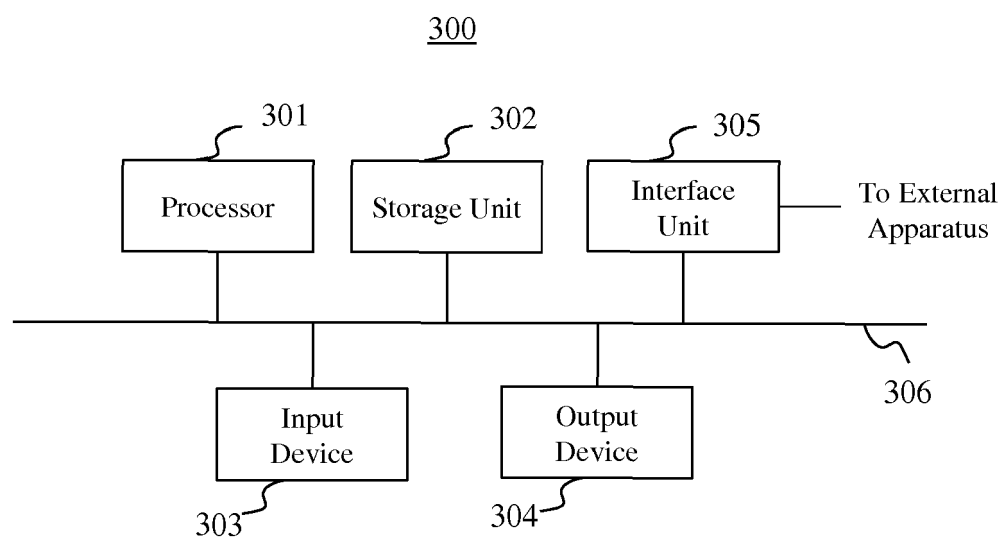 300
301
302
305
Processor
Storage Unit
Interface
Unit
To External
Apparatus
306
Input
Device
Output
Device
303
304